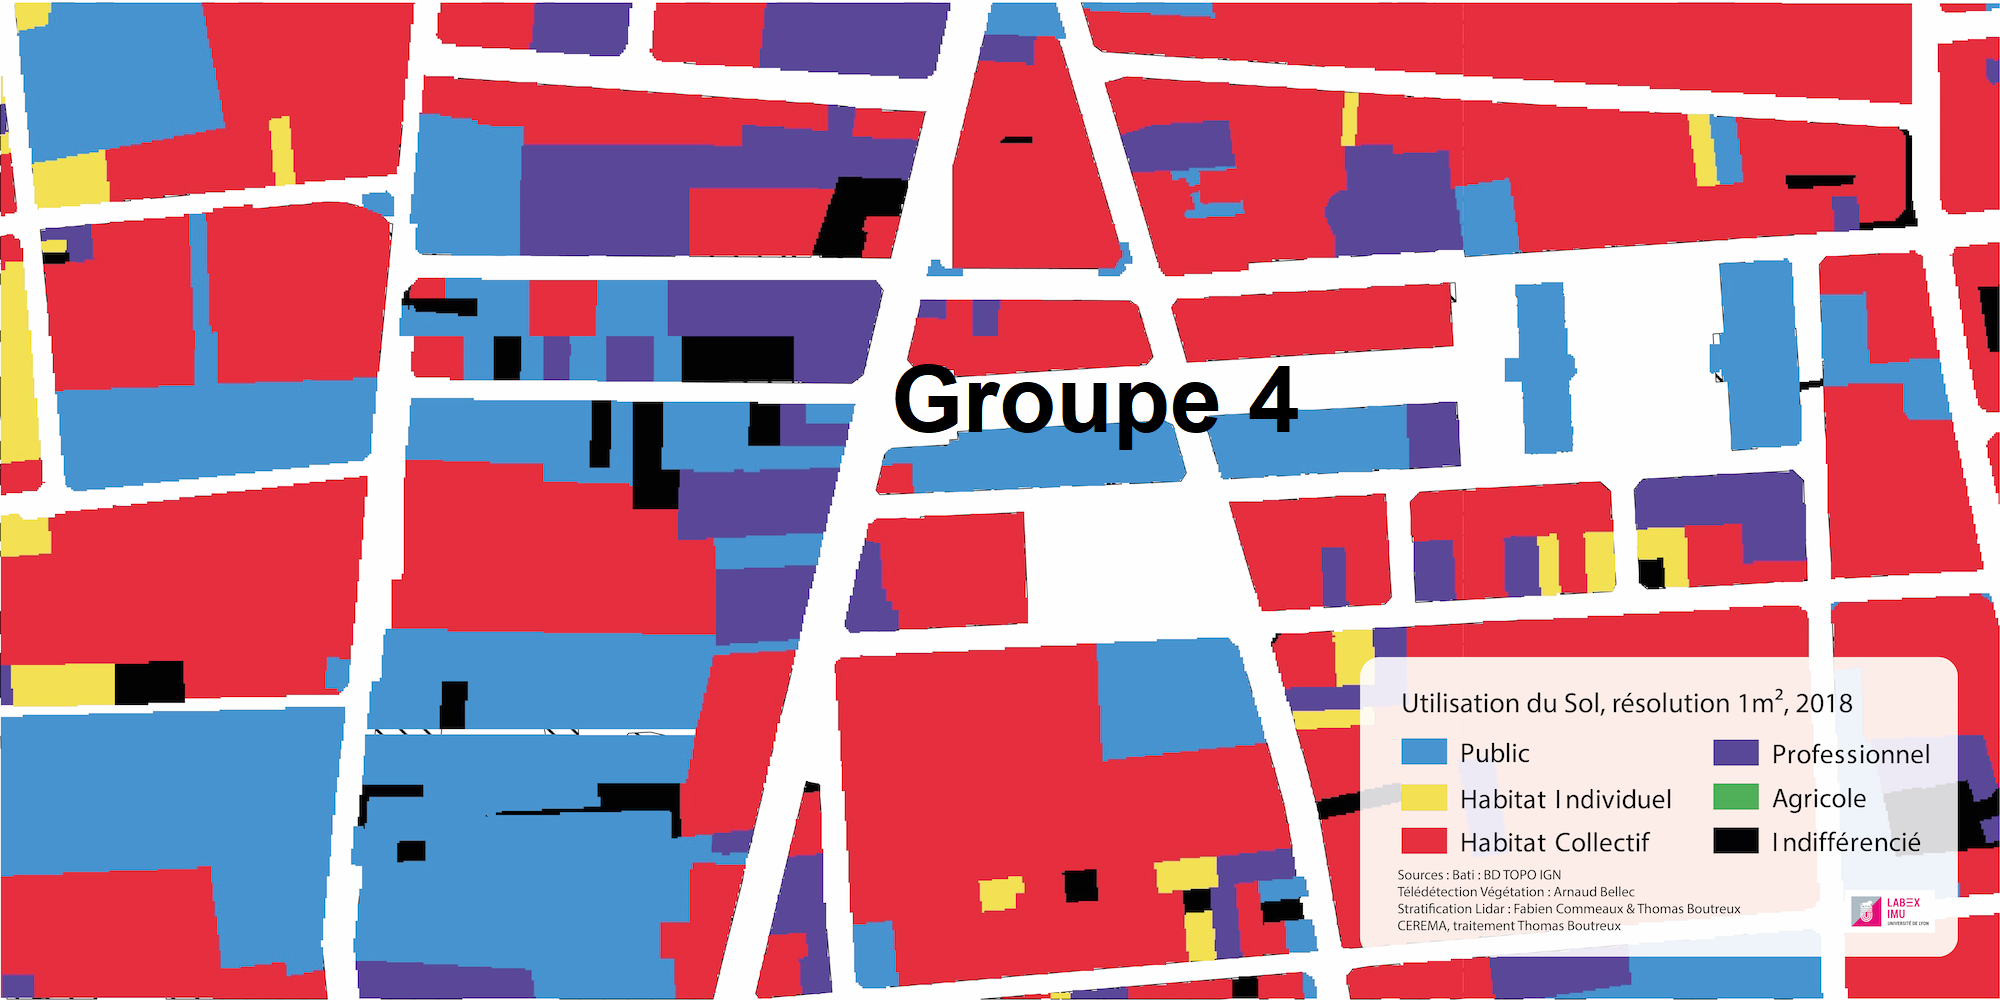 Groupe 4
Utilisation du Sol, résolution 1m², 2018
Public
Professionnel
Habitat Individuel
Agricole
Habitat Collectif
Indifférencié
Sources : Bati : BD TOPO IGN
Télédétection Végétation : Arnaud Bellec
Stratification Lidar : Fabien Commeaux & Thomas Boutreux
CEREMA, traitement Thomas Boutreux
LABEX
IMU
UNIVERSITÉ DE LYON